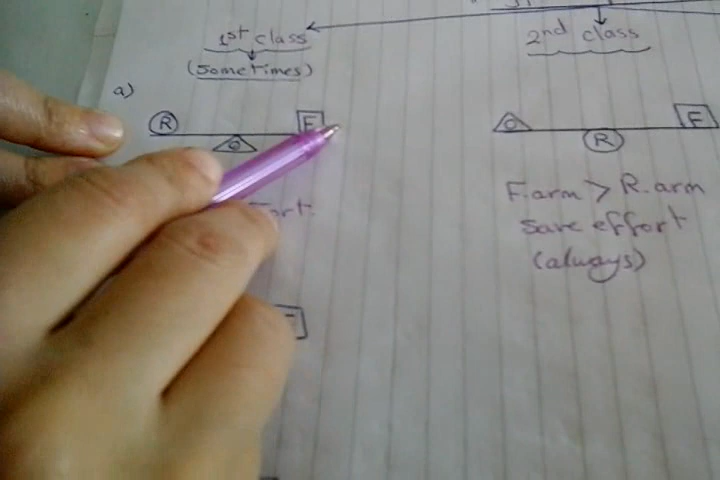 1st class
(Sometimes)
a)
R
F
O
2nd class
O
F
R
F.arm > R.arm
Save effort
(always)